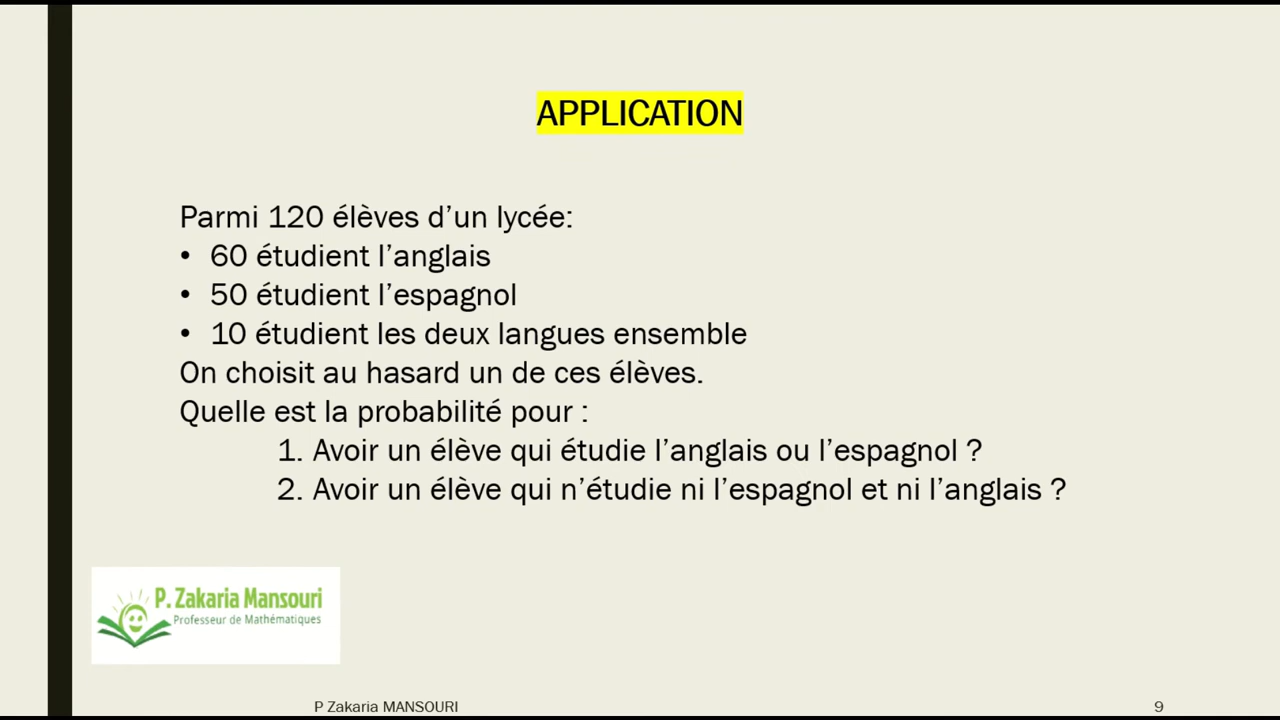 APPLICATION
Parmi 120 élèves d’un lycée:
• 60 étudient l’anglais
• 50 étudient l’espagnol
• 10 étudient les deux langues ensemble
On choisit au hasard un de ces élèves.
Quelle est la probabilité pour :
1. Avoir un élève qui étudie l’anglais ou l’espagnol ?
2. Avoir un élève qui n’étudie ni l’espagnol et ni l’anglais ?
P. Zakaria Mansouri
Professeur de Mathématiques
P Zakaria MANSOURI
9